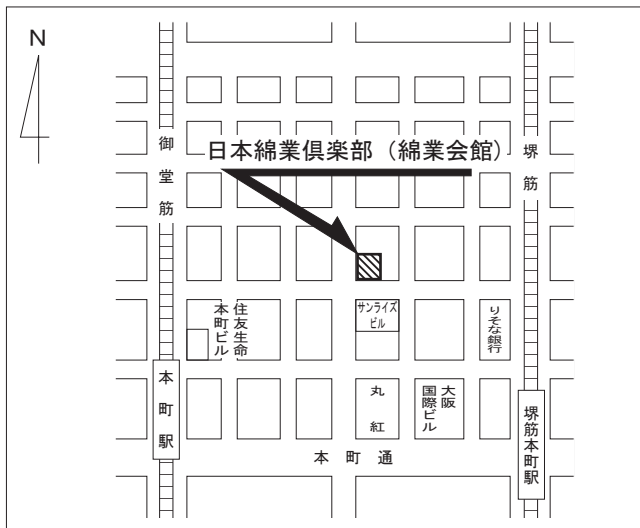 N
日本綿業倶楽部（綿業会館）
御堂筋
堺筋
住友生命
本町ビル
サンライズ
ビル
りそな銀行
本町駅
丸紅
大阪
国際ビル
堺筋本町駅
本町通